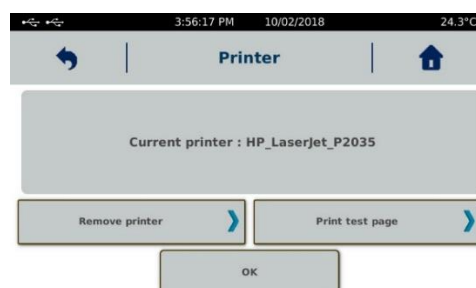 3:56:17 PM 10/02/2018 24.3°C
Printer
Current printer : HP_LaserJet_P2035
Remove printer Print test page
OK